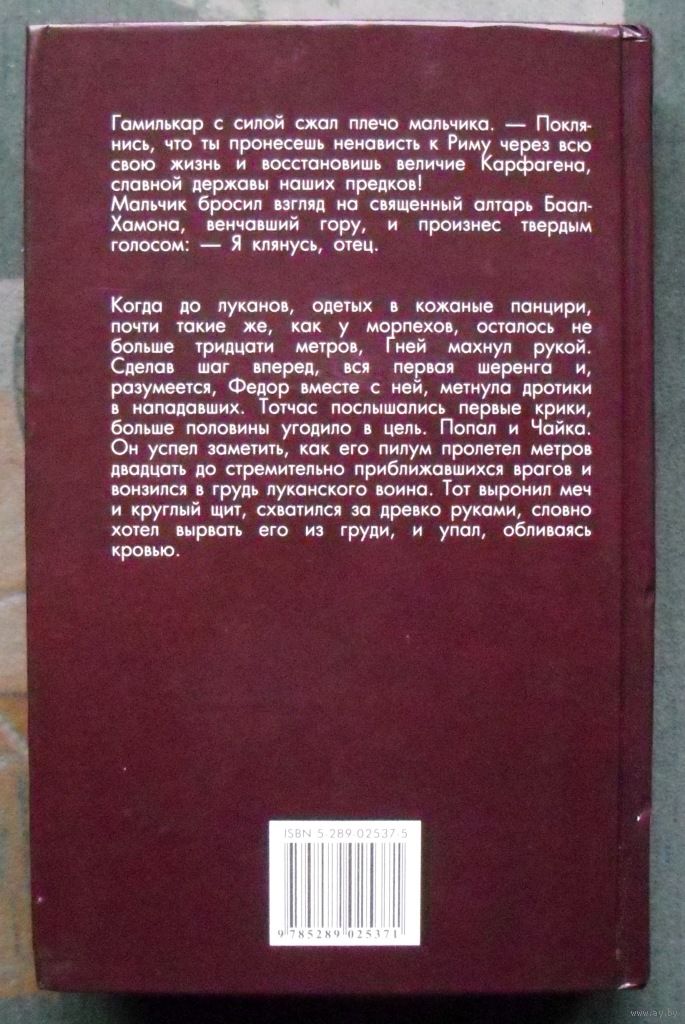 Гамилькар с силой сжал плечо мальчика. — Покля-
нись, что ты пронесешь ненависть к Риму через всю
свою жизнь и восстановишь величие Карфагена,
славной державы наших предков!
Мальчик бросил взгляд на священный алтарь Баал-
Хамона, венчавший гору, и произнес твердым
голосом: — Я клянусь, отец.
Когда до луканов, одетых в кожаные панцири,
почти такие же, как у морпехов, осталось не
больше тридцати метров, Гней махнул рукой.
Сделав шаг вперед, вся первая шеренга и,
разумеется, Федор вместе с ней, метнула дротики
в нападавших. Тотчас послышались первые крики,
больше половины угодило в цель. Попал и Чайка.
Он успел заметить, как его пилум пролетел метров
двадцать до стремительно приближавшихся врагов и
вонзился в грудь луканского воина. Тот выронил меч
и круглый щит, схватился за древко руками, словно
хотел вырвать его из груди, и упал, обливаясь
кровью.
ISBN 5-289-02537-5
9 785289 025371
www.ay.by